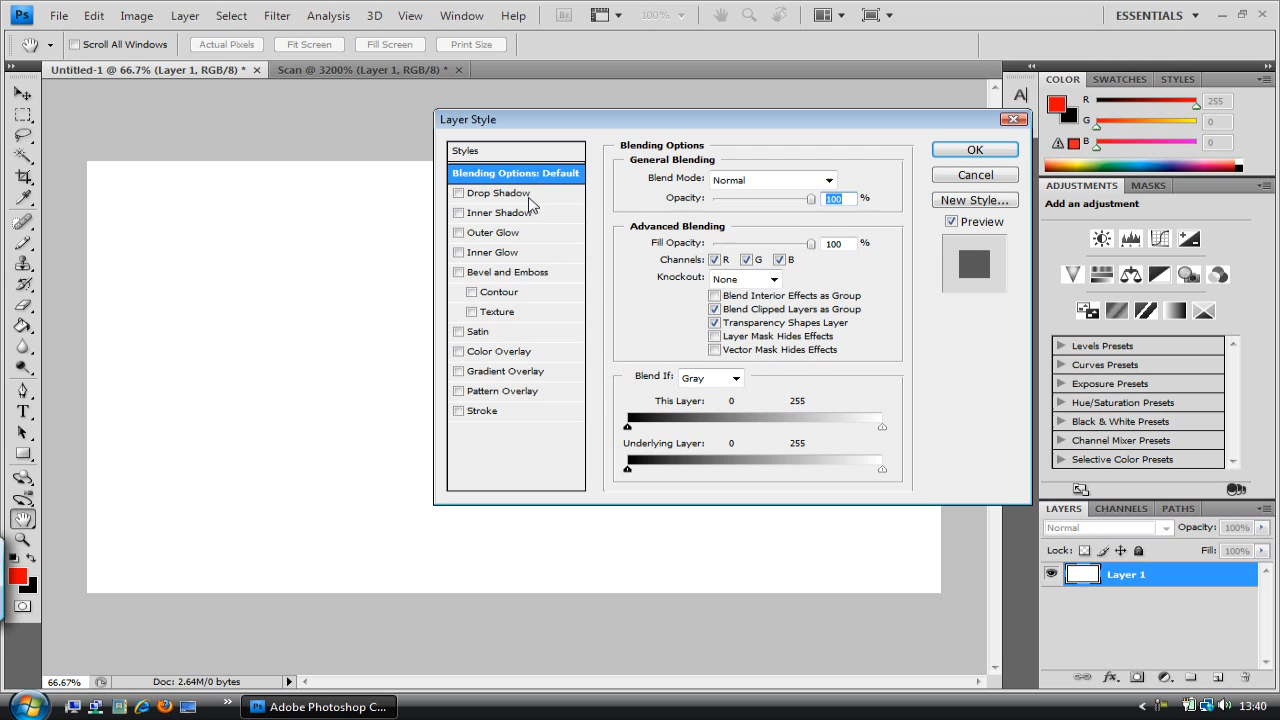 Ps File Edit Image Layer Select Filter Analysis 3D View Window Help Br 100% ESSENTIALS
Scroll All Windows Actual Pixels Fit Screen Fill Screen Print Size
Untitled-1 @ 66.7% (Layer 1, RGB/8) * Scan @ 3200% (Layer 1, RGB/8) *
Layer Style
Styles
Blending Options: Default
Drop Shadow
Inner Shadow
Outer Glow
Inner Glow
Bevel and Emboss
Contour
Texture
Satin
Color Overlay
Gradient Overlay
Pattern Overlay
Stroke
Blending Options
General Blending
Blend Mode: Normal
Opacity: 100 %
Advanced Blending
Fill Opacity: 100 %
Channels: R G B
Knockout: None
Blend Interior Effects as Group
Blend Clipped Layers as Group
Transparency Shapes Layer
Layer Mask Hides Effects
Vector Mask Hides Effects
Blend If: Gray
This Layer: 0 255
Underlying Layer: 0 255
OK
Cancel
New Style...
Preview
A
COLOR SWATCHES STYLES
R 255
G 0
B 0
ADJUSTMENTS MASKS
Add an adjustment
Levels Presets
Curves Presets
Exposure Presets
Hue/Saturation Presets
Black & White Presets
Channel Mixer Presets
Selective Color Presets
LAYERS CHANNELS PATHS
Normal Opacity: 100%
Lock: Fill: 100%
Layer 1
T
66.67% Doc: 2.64M/0 bytes
Ps Adobe Photoshop C... 13:40